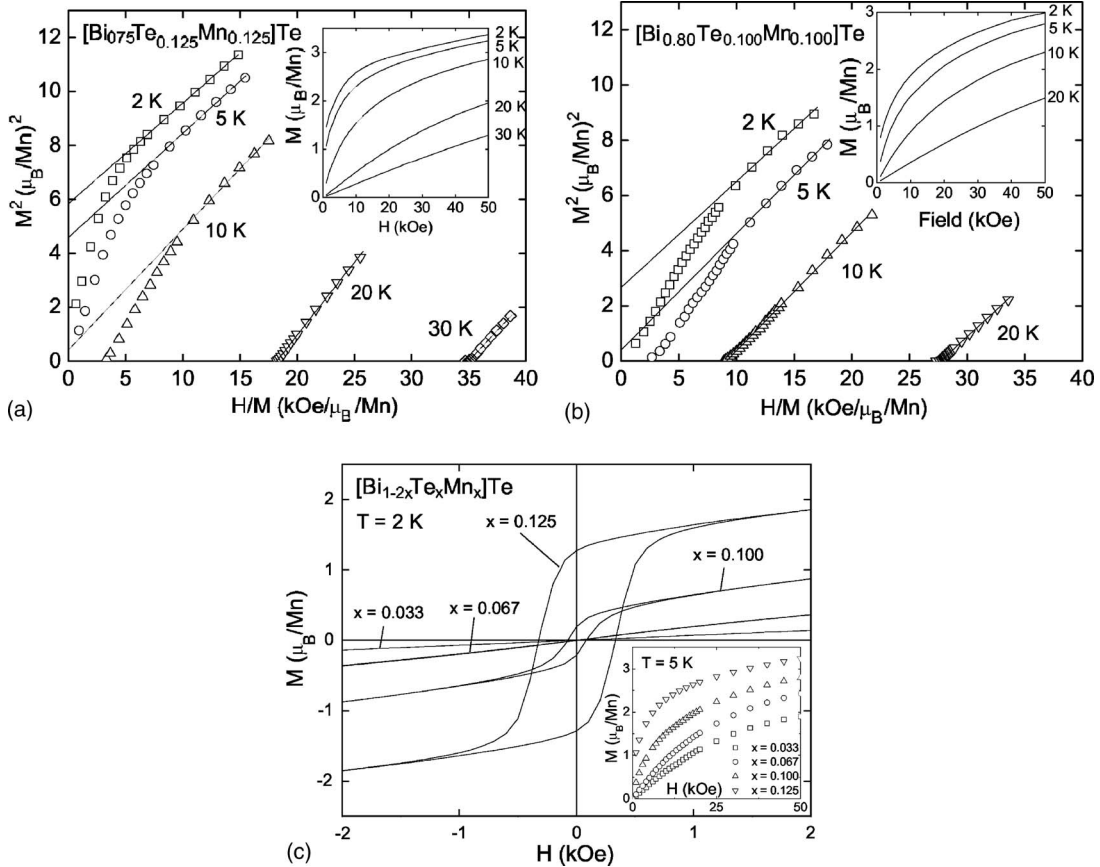 [Bi075Te0.125Mn0.125]Te
M² (μB/Mn)²
12
10
8
6
4
2
0
2 K
5 K
10 K
20 K
30 K
0 5 10 15 20 25 30 35 40
H/M (kOe/μB/Mn)
(a)
M (μB/Mn)
3
2
1
0 10 20 30 40 50
H (kOe)
2 K
5 K
10 K
20 K
30 K
[Bi0.80Te0.100Mn0.100]Te
M² (μB/Mn)²
12
10
8
6
4
2
0
2 K
5 K
10 K
20 K
0 5 10 15 20 25 30 35 40
H/M (kOe/μB/Mn)
(b)
M (μB/Mn)
3
2
1
0
0 10 20 30 40 50
Field (kOe)
2 K
5 K
10 K
20 K
[Bi1-2xTexMnx]Te
T = 2 K
x = 0.125
x = 0.100
x = 0.033
x = 0.067
M (μB/Mn)
2
1
0
-1
-2
-2 -1 0 1 2
H (kOe)
(c)
T = 5 K
M (μB/Mn)
3
2
1
0
x = 0.033
x = 0.067
x = 0.100
x = 0.125
H (kOe)
0 25 50